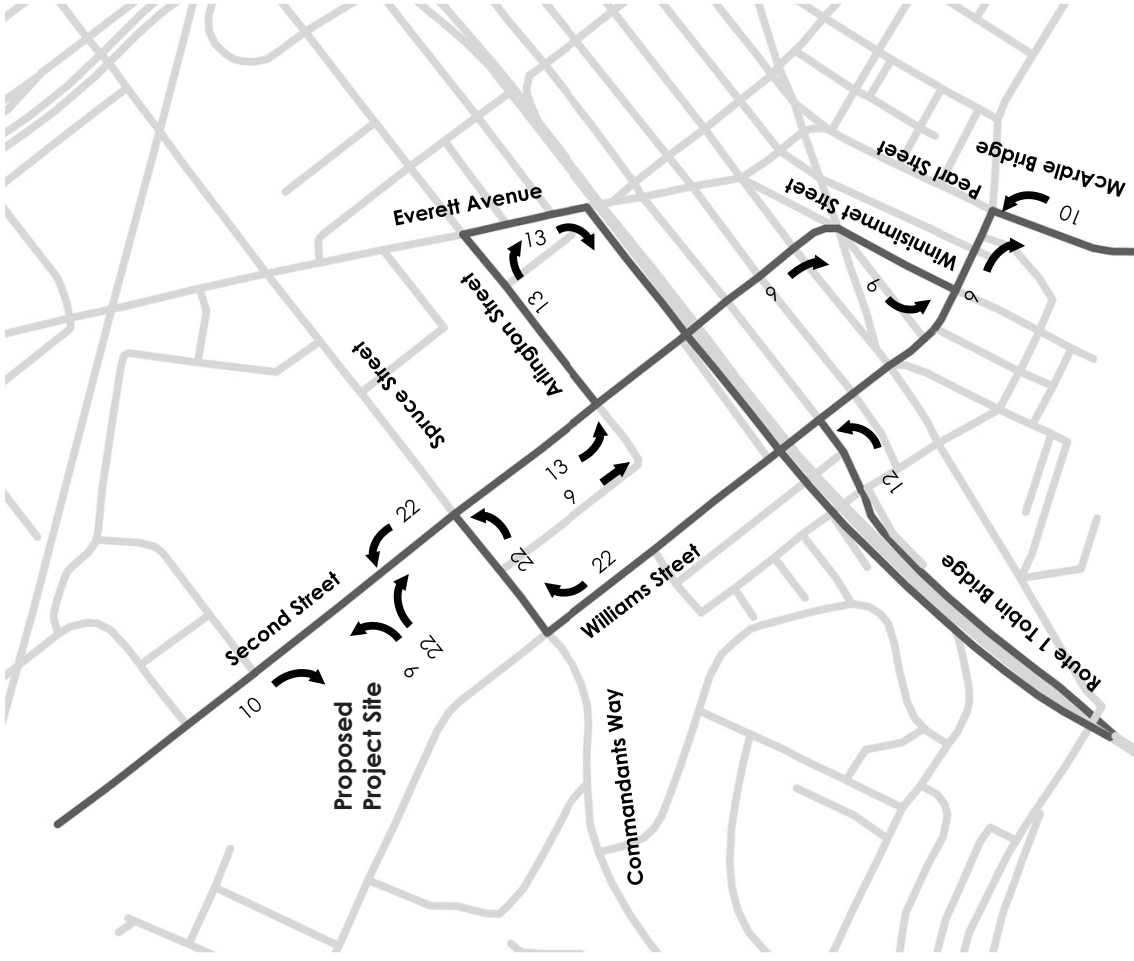 McArdle Bridge
Pearl Street
10
Winnisimmet Street
Everett Avenue
13
9
9
9
Arlington Street
13
Spruce Street
13
9
12
22
22
22
Williams Street
Route 1 Tobin Bridge
Second Street
22
9
10
Proposed
Project Site
Commandants Way